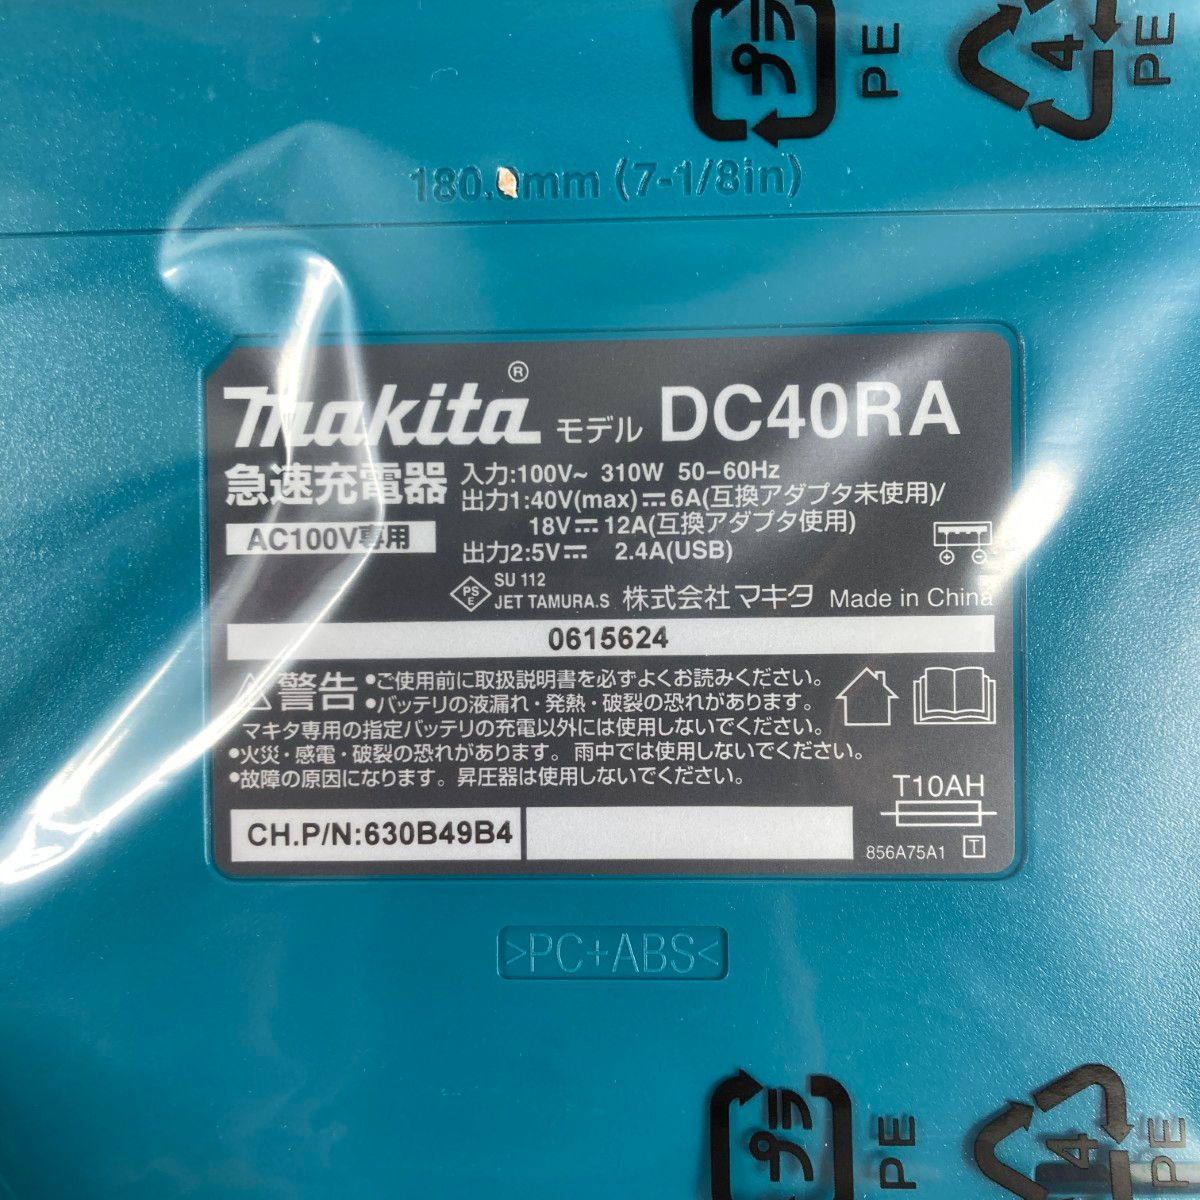 プラ PE 4 PE
180.0mm (7-1/8in)
makita® モデル DC40RA
急速充電器
AC100V専用
入力:100V~ 310W 50-60Hz
出力1:40V(max)⎓6A(互換アダプタ未使用)/
18V⎓12A(互換アダプタ使用)
出力2:5V⎓ 2.4A(USB)
PSE SU 112
JET TAMURA.S 株式会社 マキタ Made in China
0615624
⚠警告 •ご使用前に取扱説明書を必ずよくお読みください。
•バッテリの液漏れ・発熱・破裂の恐れがあります。
マキタ専用の指定バッテリの充電以外には使用しないでください。
•火災・感電・破裂の恐れがあります。雨中では使用しないでください。
•故障の原因になります。昇圧器は使用しないでください。
T10AH
CH.P/N:630B49B4
856A75A1 T
>PC+ABS<
プラ PE 4 PE